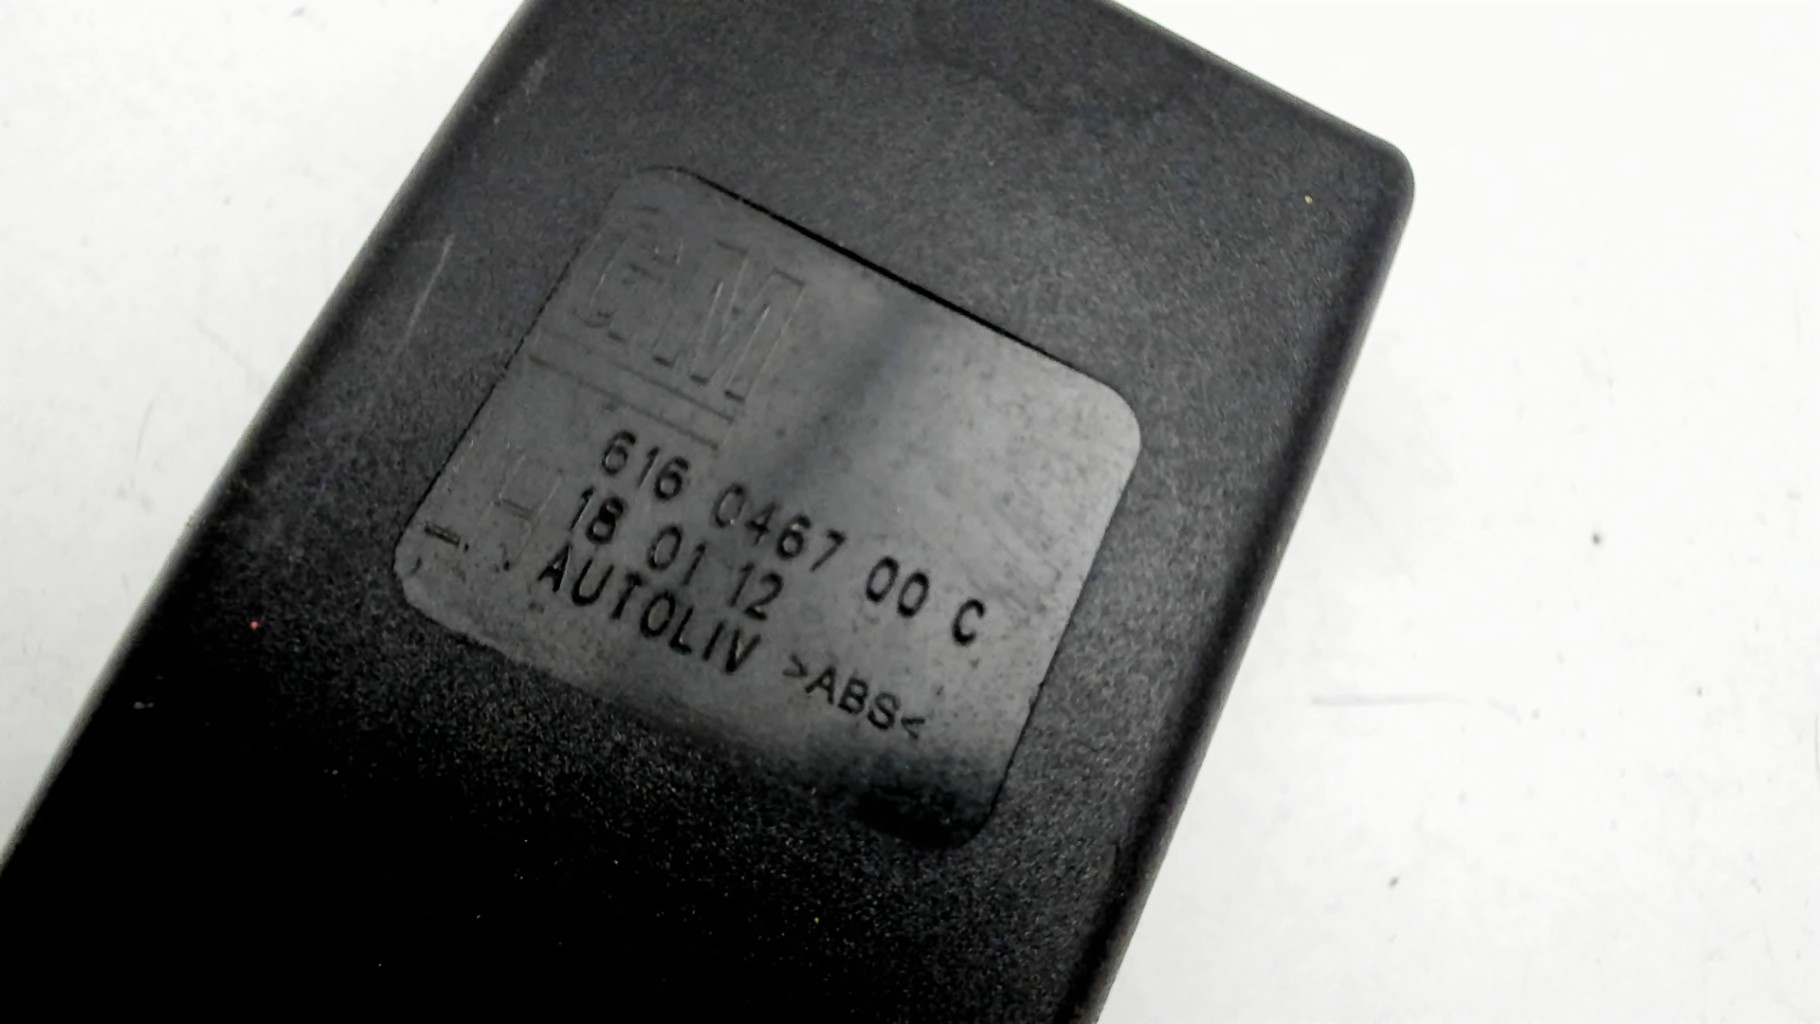 GM
616 0467 00 C
18 01 12
AUTOLIV >ABS<